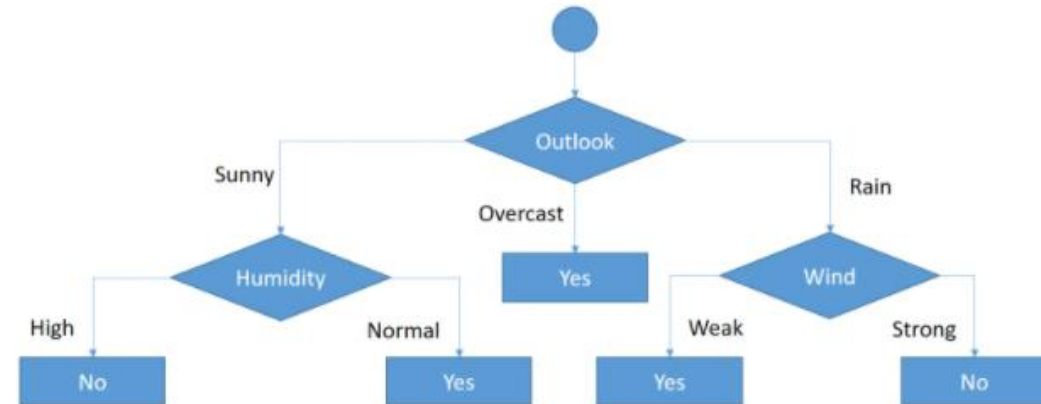 Outlook
Sunny
Rain
Overcast
Humidity
Yes
Wind
High
Normal
Weak
Strong
No
Yes
Yes
No